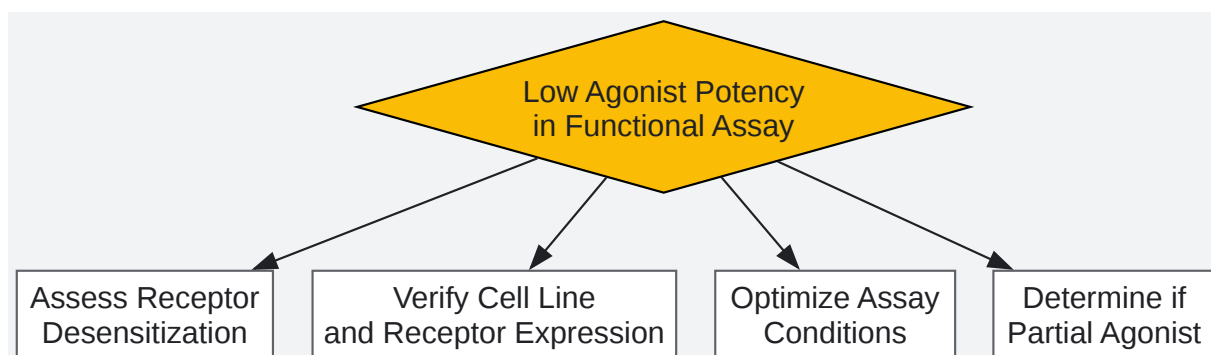 Low Agonist Potency
in Functional Assay
Assess Receptor
Desensitization
Verify Cell Line
and Receptor Expression
Optimize Assay
Conditions
Determine if
Partial Agonist